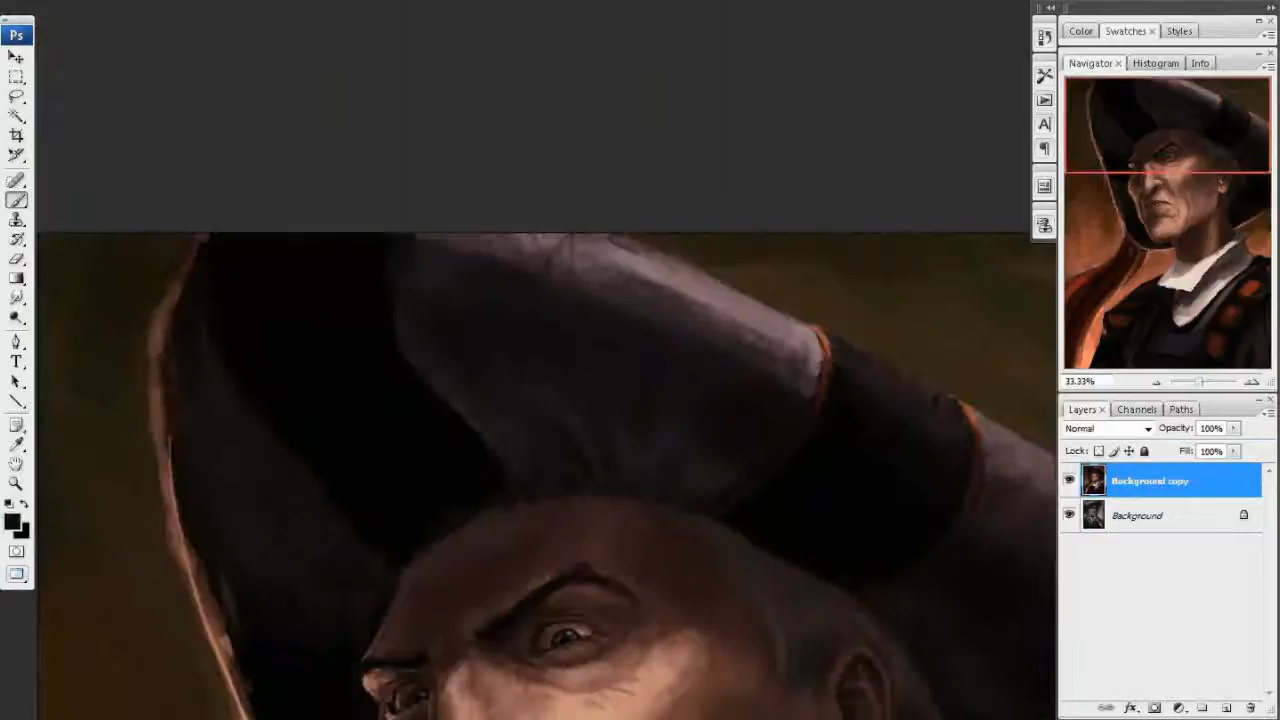 Ps
Color Swatches Styles
Navigator Histogram Info
33.33%
Layers Channels Paths
Normal Opacity: 100%
Lock: Fill: 100%
Background copy
Background